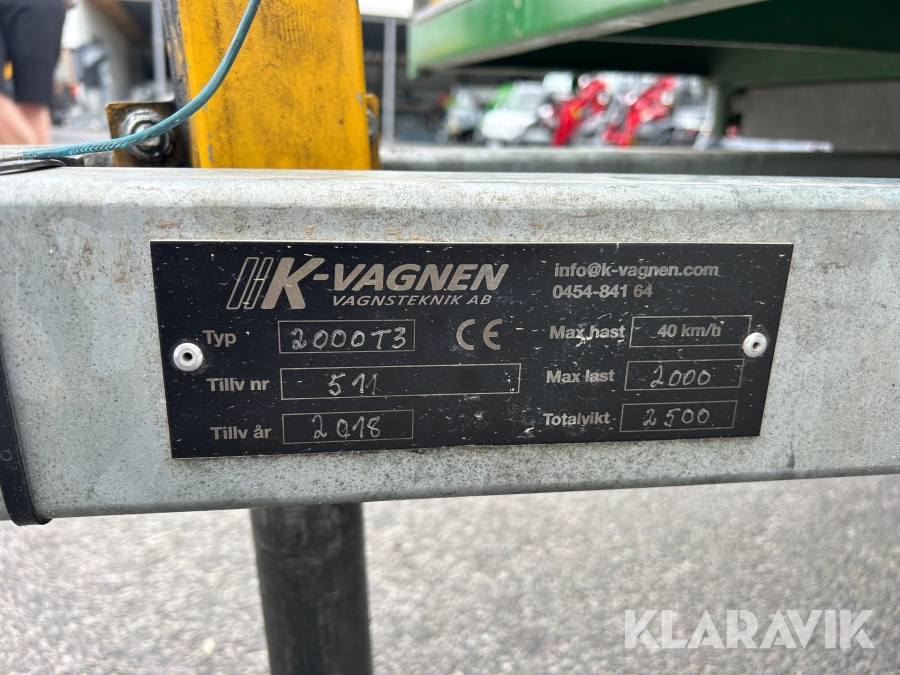 K-VAGNEN
VAGNSTEKNIK AB
info@k-vagnen.com
0454-841 64
Typ 2000T3 CE Max hast 40 km/h
Tillv nr 511 Max last 2000
Tillv år 2018 Totalvikt 2500
KLARAVIK